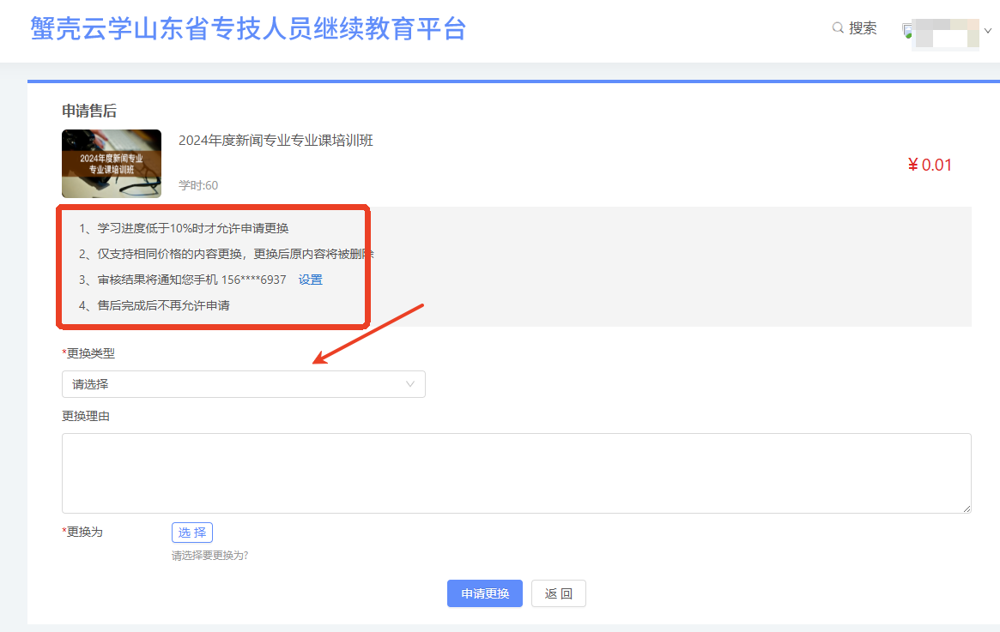 蟹壳云学山东省专技人员继续教育平台
搜索
申请售后
2024年度新闻专业
专业课培训班
2024年度新闻专业专业课培训班
学时:60
¥ 0.01
1、学习进度低于10%时才允许申请更换
2、仅支持相同价格的内容更换，更换后原内容将被删除
3、审核结果将通知您手机 156****6937 设置
4、售后完成后不再允许申请
*更换类型
请选择
更换理由
*更换为
选 择
请选择要更换为?
申请更换
返 回